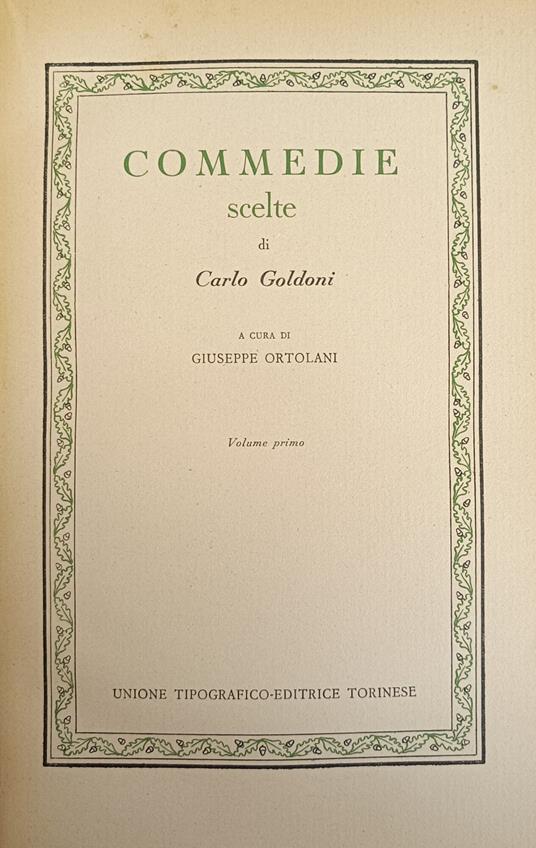 COMMEDIE
scelte
di
Carlo Goldoni
A CURA DI
GIUSEPPE ORTOLANI
Volume primo
UNIONE TIPOGRAFICO-EDITRICE TORINESE